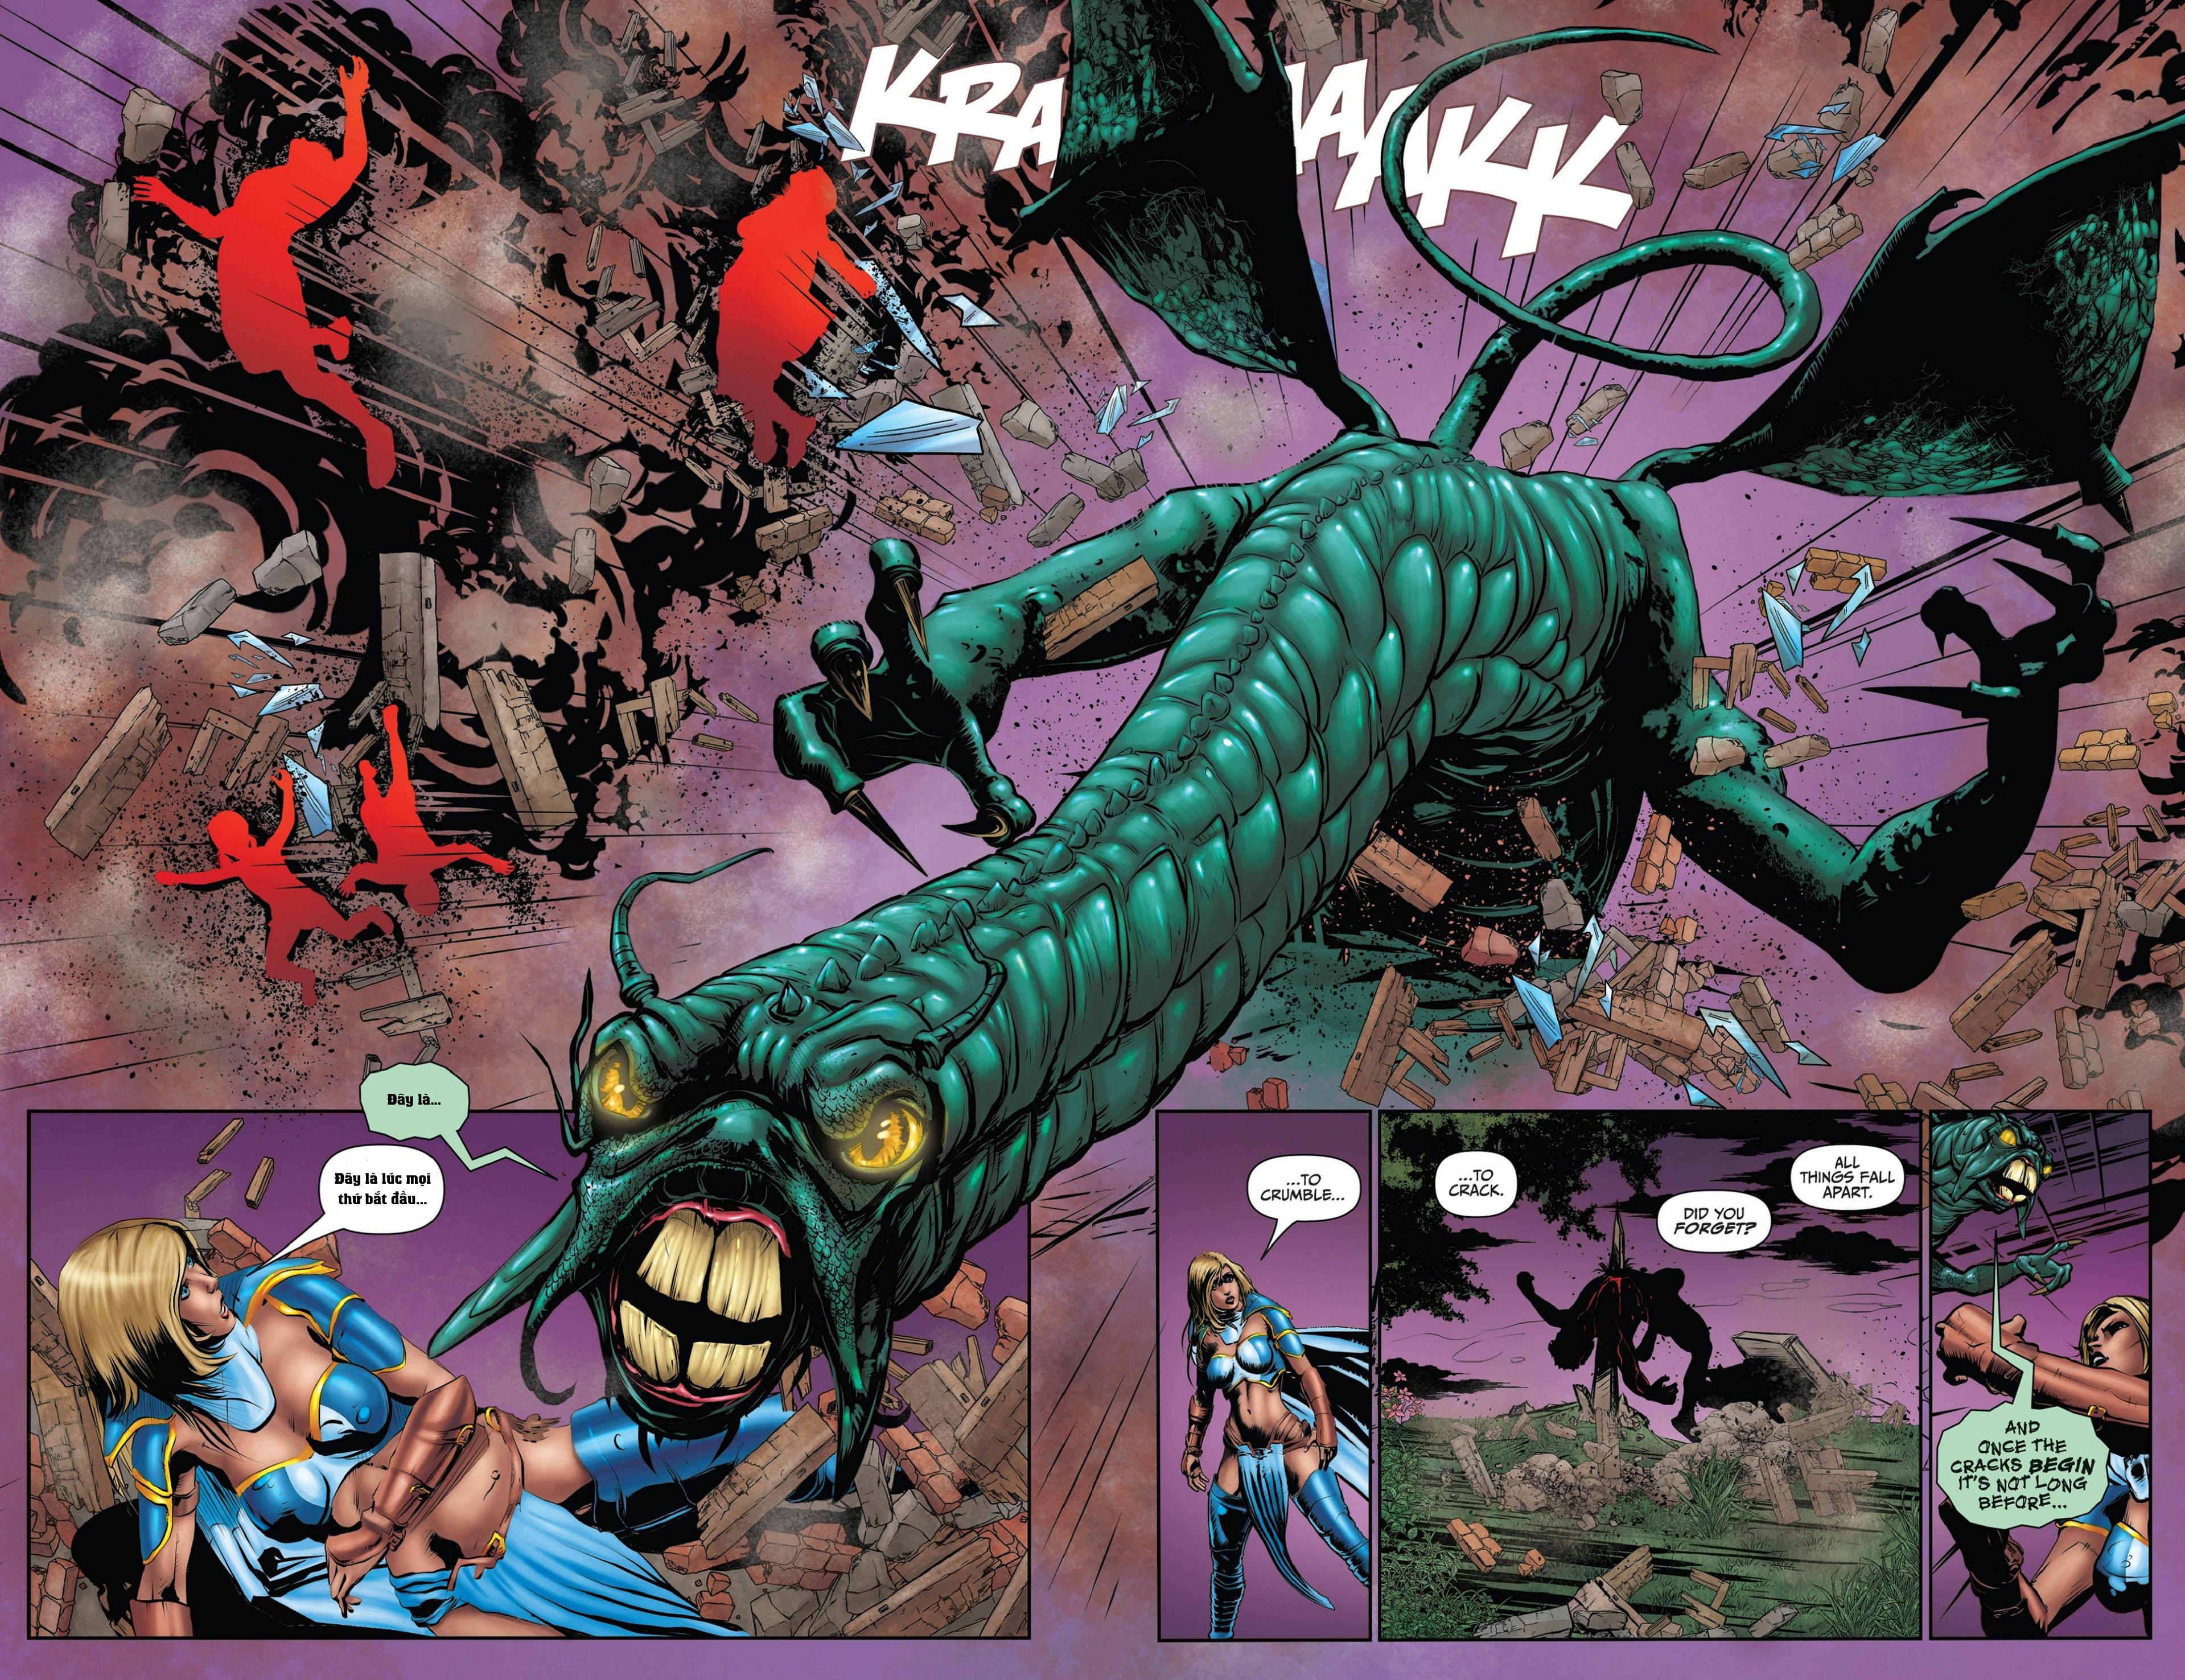 KRA AAKK
Đây là...
Đây là lúc mọi
thứ bắt đầu...
...TO
CRUMBLE...
...TO
CRACK.
DID YOU
FORGET?
ALL
THINGS FALL
APART.
AND
ONCE THE
CRACKS BEGIN
IT'S NOT LONG
BEFORE...